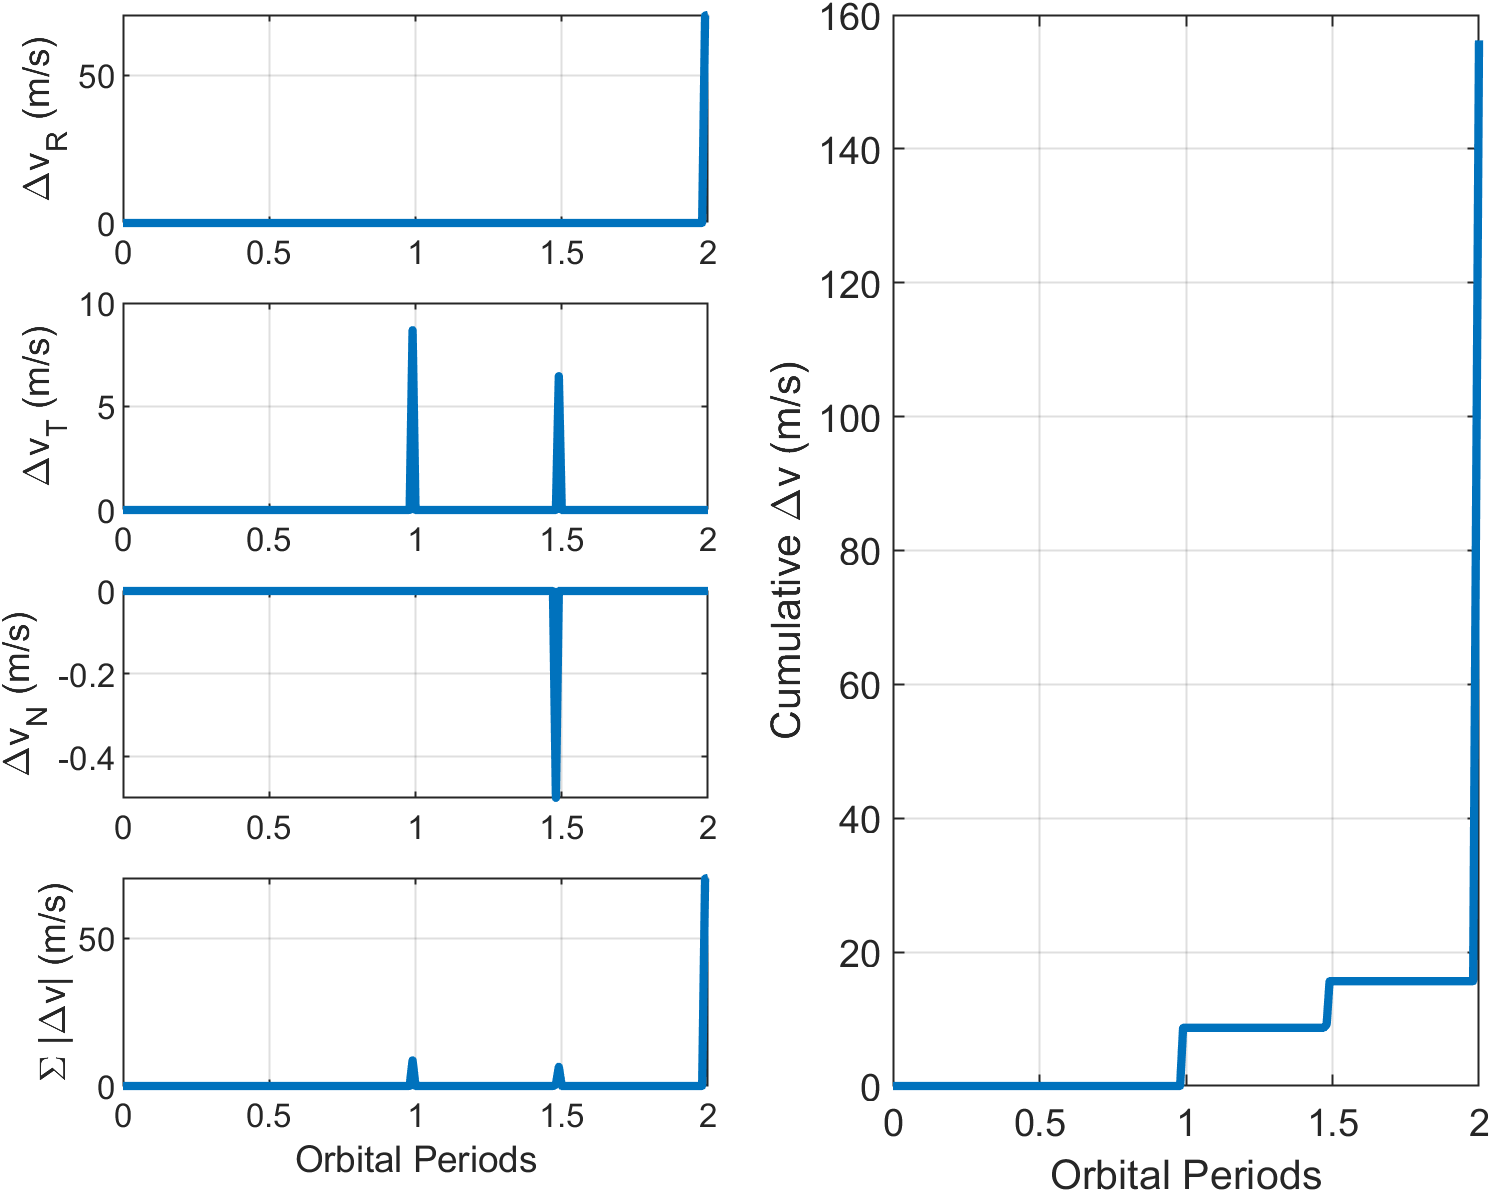 Δv_R (m/s)
50
0
0 0.5 1 1.5 2
Δv_T (m/s)
10
5
0
0 0.5 1 1.5 2
Δv_N (m/s)
0
-0.2
-0.4
0 0.5 1 1.5 2
Σ |Δv| (m/s)
50
0
0 0.5 1 1.5 2
Orbital Periods
Cumulative Δv (m/s)
160
140
120
100
80
60
40
20
0
0 0.5 1 1.5 2
Orbital Periods